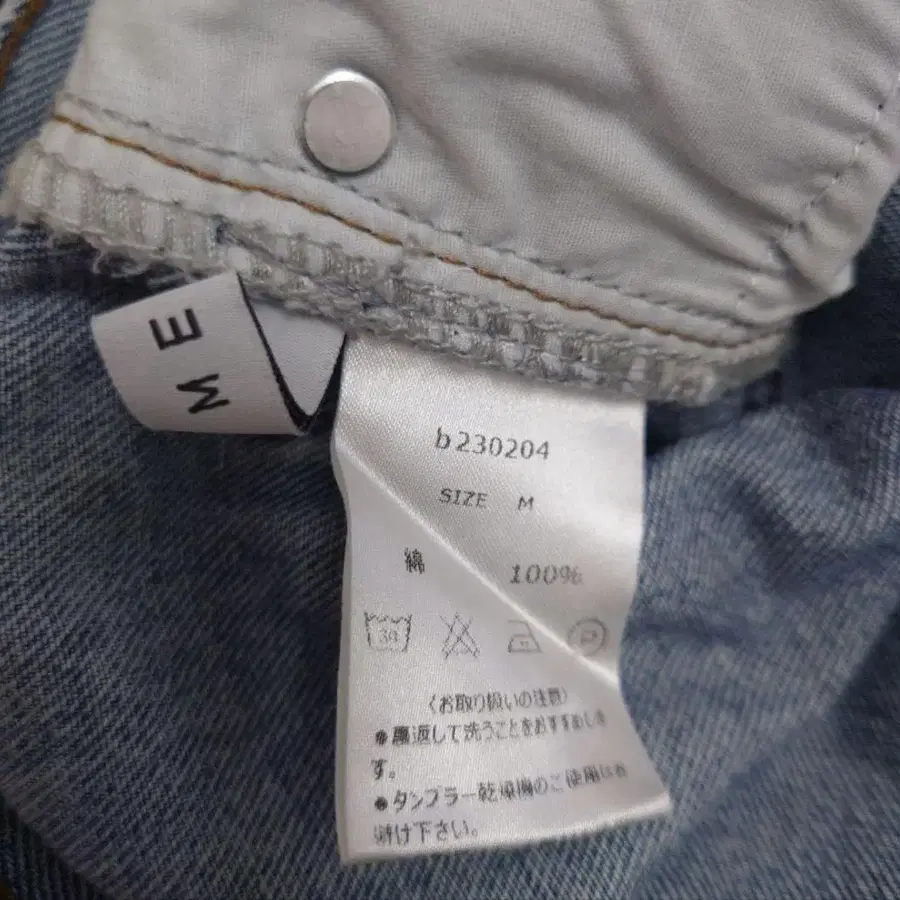 M E
b230204
SIZE M
綿 100%
30 P
〈お取り扱いの注意〉
●裏返して洗うことをおすすめしま
す。
●タンブラー乾燥機のご使用はお
避け下さい。